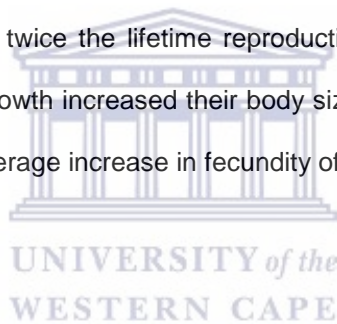 twice the lifetime reproducti
owth increased their body siz
erage increase in fecundity of
UNIVERSITY of the
WESTERN CAPE